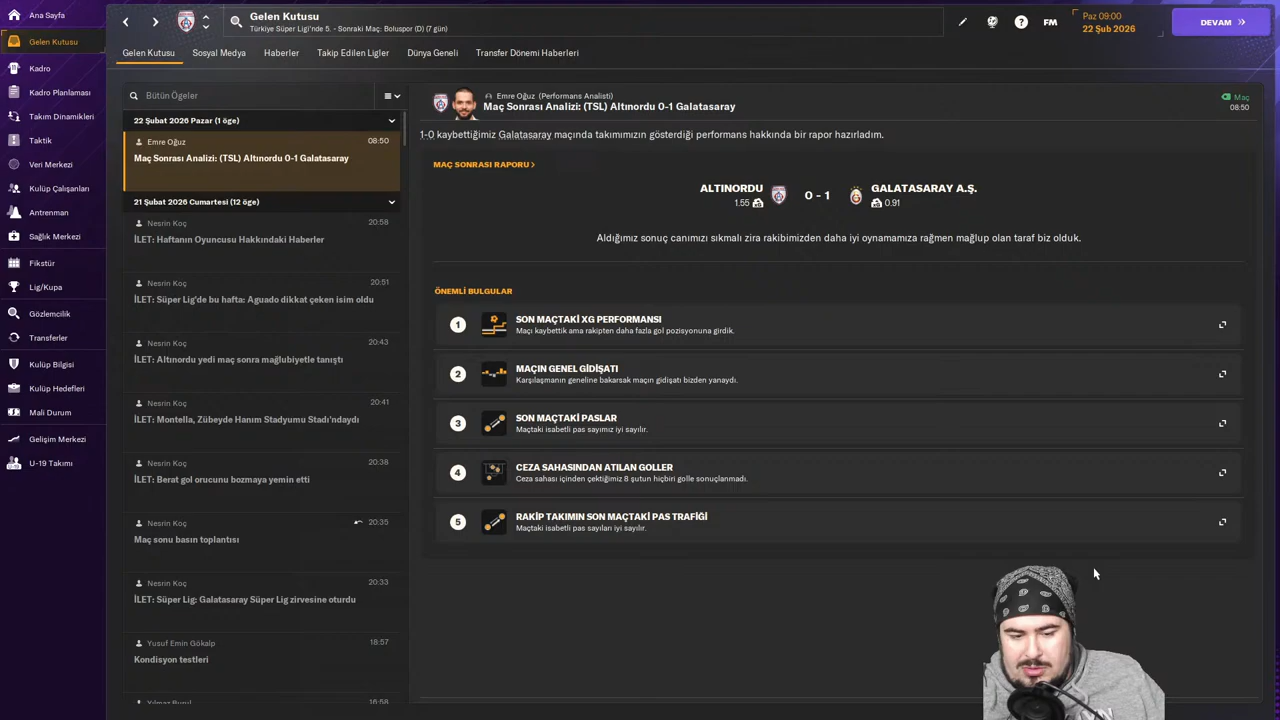 Ana Sayfa
Gelen Kutusu
Kadro
Kadro Planlaması
Takım Dinamikleri
Taktik
Veri Merkezi
Kulüp Çalışanları
Antrenman
Sağlık Merkezi
Fikstür
Lig/Kupa
Gözlemcilik
Transferler
Kulüp Bilgisi
Kulüp Hedefleri
Mali Durum
Gelişim Merkezi
U-19 Takımı
Gelen Kutusu
Türkiye Süper Ligi'nde 5. - Sonraki Maç: Boluspor (D) (7 gün)
FM
Paz 09:00
22 Şub 2026
DEVAM
Gelen Kutusu Sosyal Medya Haberler Takip Edilen Ligler Dünya Geneli Transfer Dönemi Haberleri
Bütün Ögeler
22 Şubat 2026 Pazar (1 öge)
Emre Oğuz 08:50
Maç Sonrası Analizi: (TSL) Altınordu 0-1 Galatasaray
21 Şubat 2026 Cumartesi (12 öge)
Nesrin Koç 20:58
İLET: Haftanın Oyuncusu Hakkındaki Haberler
Nesrin Koç 20:51
İLET: Süper Lig'de bu hafta: Aguado dikkat çeken isim oldu
Nesrin Koç 20:43
İLET: Altınordu yedi maç sonra mağlubiyetle tanıştı
Nesrin Koç 20:41
İLET: Montella, Zübeyde Hanım Stadyumu Stadı'ndaydı
Nesrin Koç 20:38
İLET: Berat gol orucunu bozmaya yemin etti
Nesrin Koç 20:35
Maç sonu basın toplantısı
Nesrin Koç 20:33
İLET: Süper Lig: Galatasaray Süper Lig zirvesine oturdu
Yusuf Emin Gökalp 18:57
Kondisyon testleri
Emre Oğuz (Performans Analisti)
Maç Sonrası Analizi: (TSL) Altınordu 0-1 Galatasaray
Maç
08:50
1-0 kaybettiğimiz Galatasaray maçında takımımızın gösterdiği performans hakkında bir rapor hazırladım.
MAÇ SONRASI RAPORU >
ALTINORDU 0 - 1 GALATASARAY A.Ş.
1.55 0.91
Aldığımız sonuç canımızı sıkmalı zira rakibimizden daha iyi oynamamıza rağmen mağlup olan taraf biz olduk.
ÖNEMLİ BULGULAR
1 SON MAÇTAKİ XG PERFORMANSI
Maçı kaybettik ama rakipten daha fazla gol pozisyonuna girdik.
2 MAÇIN GENEL GİDİŞATI
Karşılaşmanın geneline bakarsak maçın gidişatı bizden yanaydı.
3 SON MAÇTAKİ PASLAR
Maçtaki isabetli pas sayımız iyi sayılır.
4 CEZA SAHASINDAN ATILAN GOLLER
Ceza sahası içinden çektiğimiz 8 şutun hiçbiri golle sonuçlanmadı.
5 RAKİP TAKIMIN SON MAÇTAKİ PAS TRAFİĞİ
Maçtaki isabetli pas sayıları iyi sayılır.